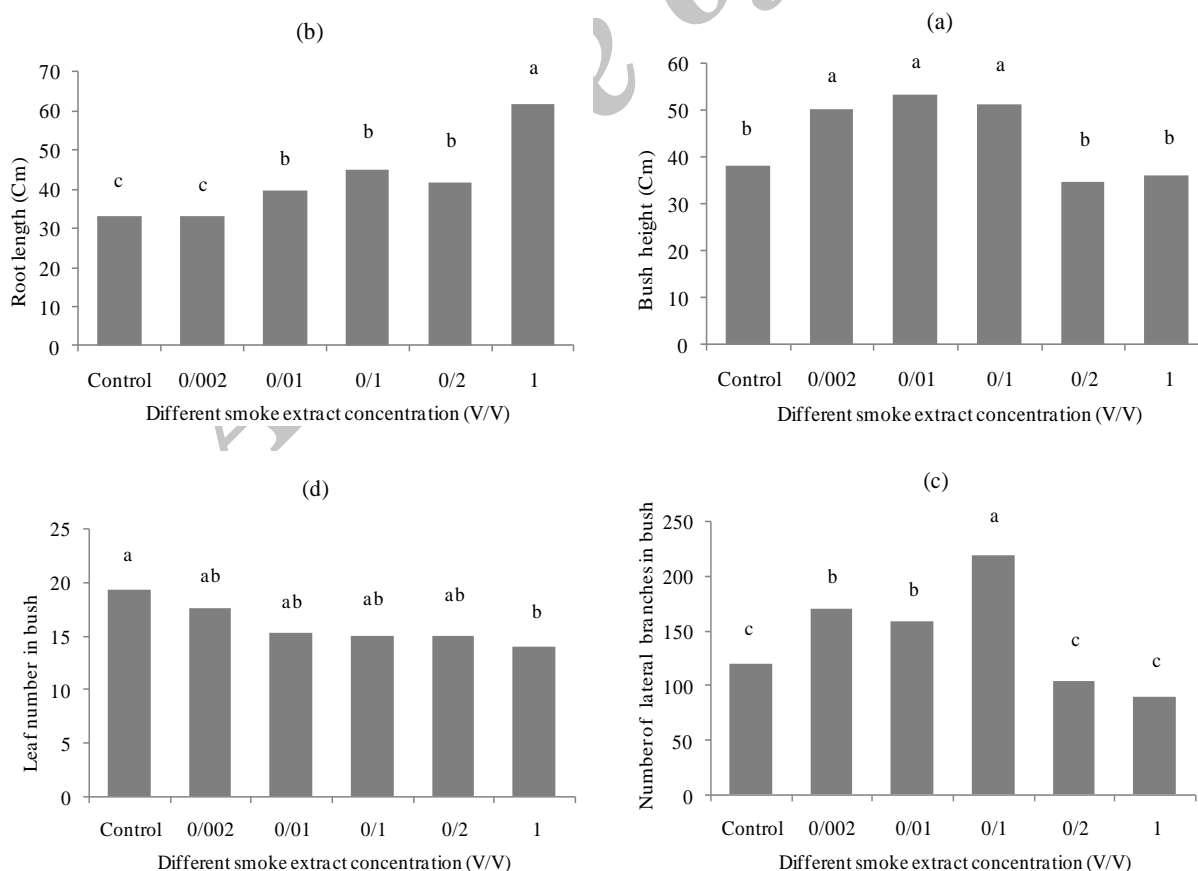 (b)
Root length (Cm)
70
60
50
40
30
20
10
0
c
c
b
b
b
a
Control 0/002 0/01 0/1 0/2 1
Different smoke extract concentration (V/V)
(a)
Bush height (Cm)
60
50
40
30
20
10
0
b
a
a
a
b
b
Control 0/002 0/01 0/1 0/2 1
Different smoke extract concentration (V/V)
(d)
Leaf number in bush
25
20
15
10
5
0
a
ab
ab
ab
ab
b
Control 0/002 0/01 0/1 0/2 1
Different smoke extract concentration (V/V)
(c)
Number of lateral branches in bush
250
200
150
100
50
0
c
b
b
a
c
c
Control 0/002 0/01 0/1 0/2 1
Different smoke extract concentration (V/V)